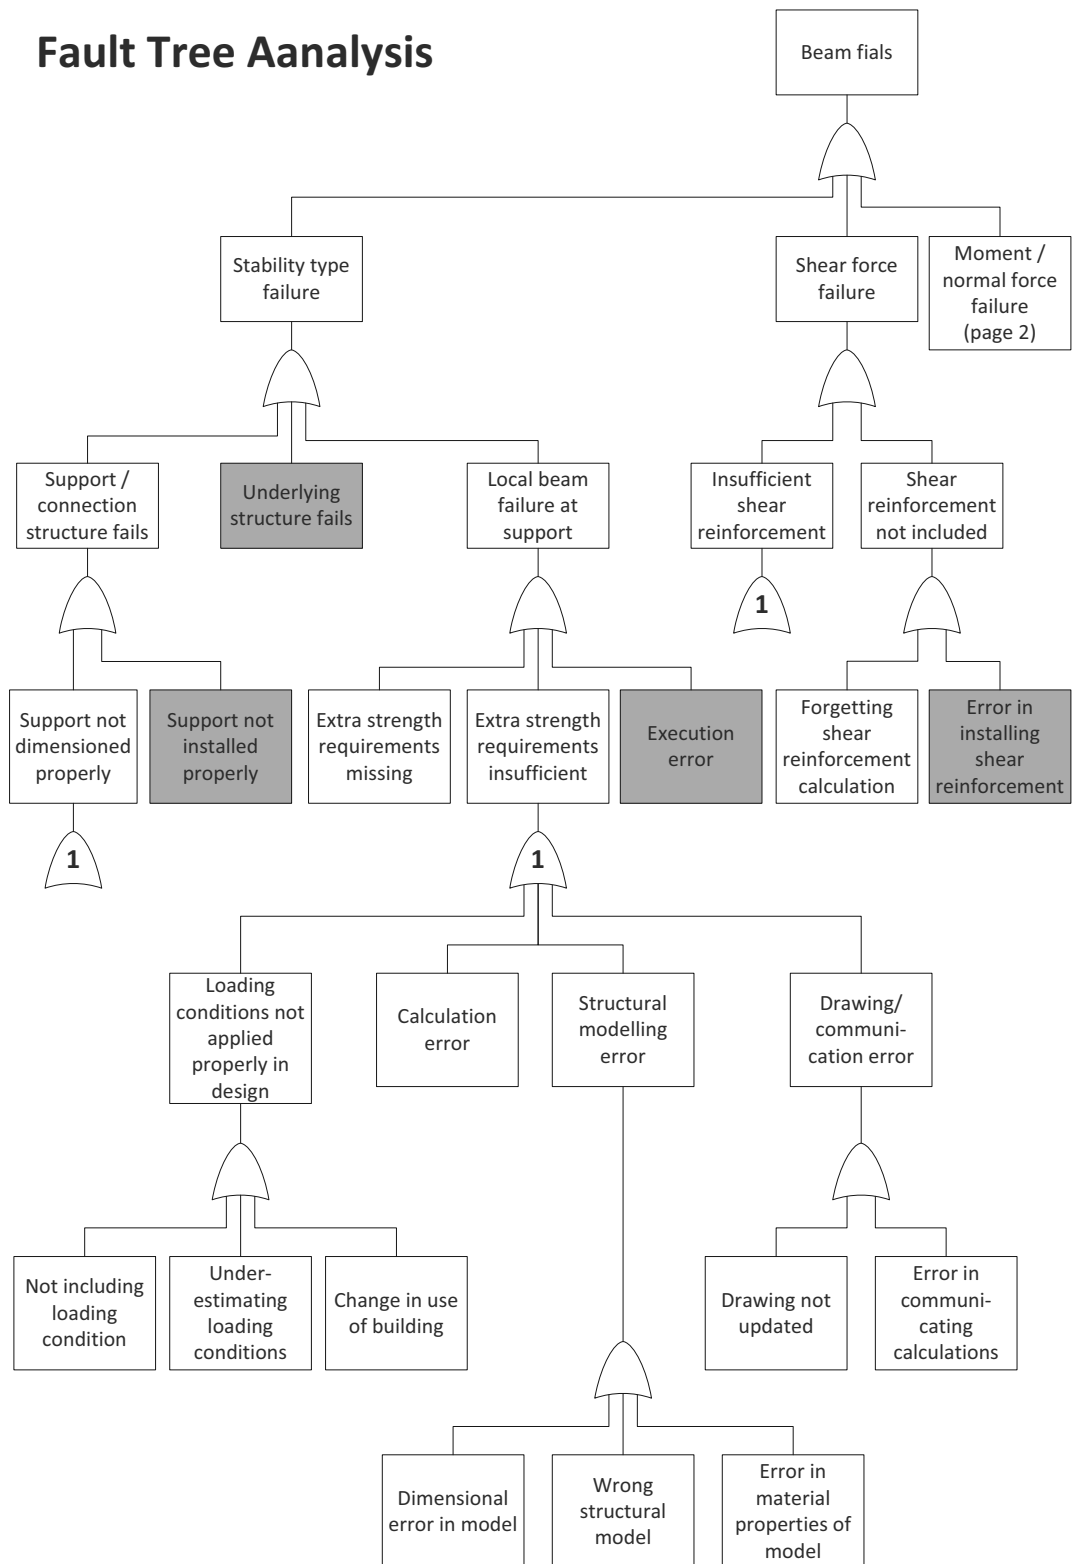 Fault Tree Aanalysis
Beam fials
Stability type
failure
Shear force
failure
Moment /
normal force
failure
(page 2)
Support /
connection
structure fails
Underlying
structure fails
Local beam
failure at
support
Insufficient
shear
reinforcement
Shear
reinforcement
not included
1
Support not
dimensioned
properly
Support not
installed
properly
Extra strength
requirements
missing
Extra strength
requirements
insufficient
Execution
error
Forgetting
shear
reinforcement
calculation
Error in
installing
shear
reinforcement
1
1
Loading
conditions not
applied
properly in
design
Calculation
error
Structural
modelling
error
Drawing/
communi-
cation error
Not including
loading
condition
Under-
estimating
loading
conditions
Change in use
of building
Drawing not
updated
Error in
communi-
cating
calculations
Dimensional
error in model
Wrong
structural
model
Error in
material
properties of
model